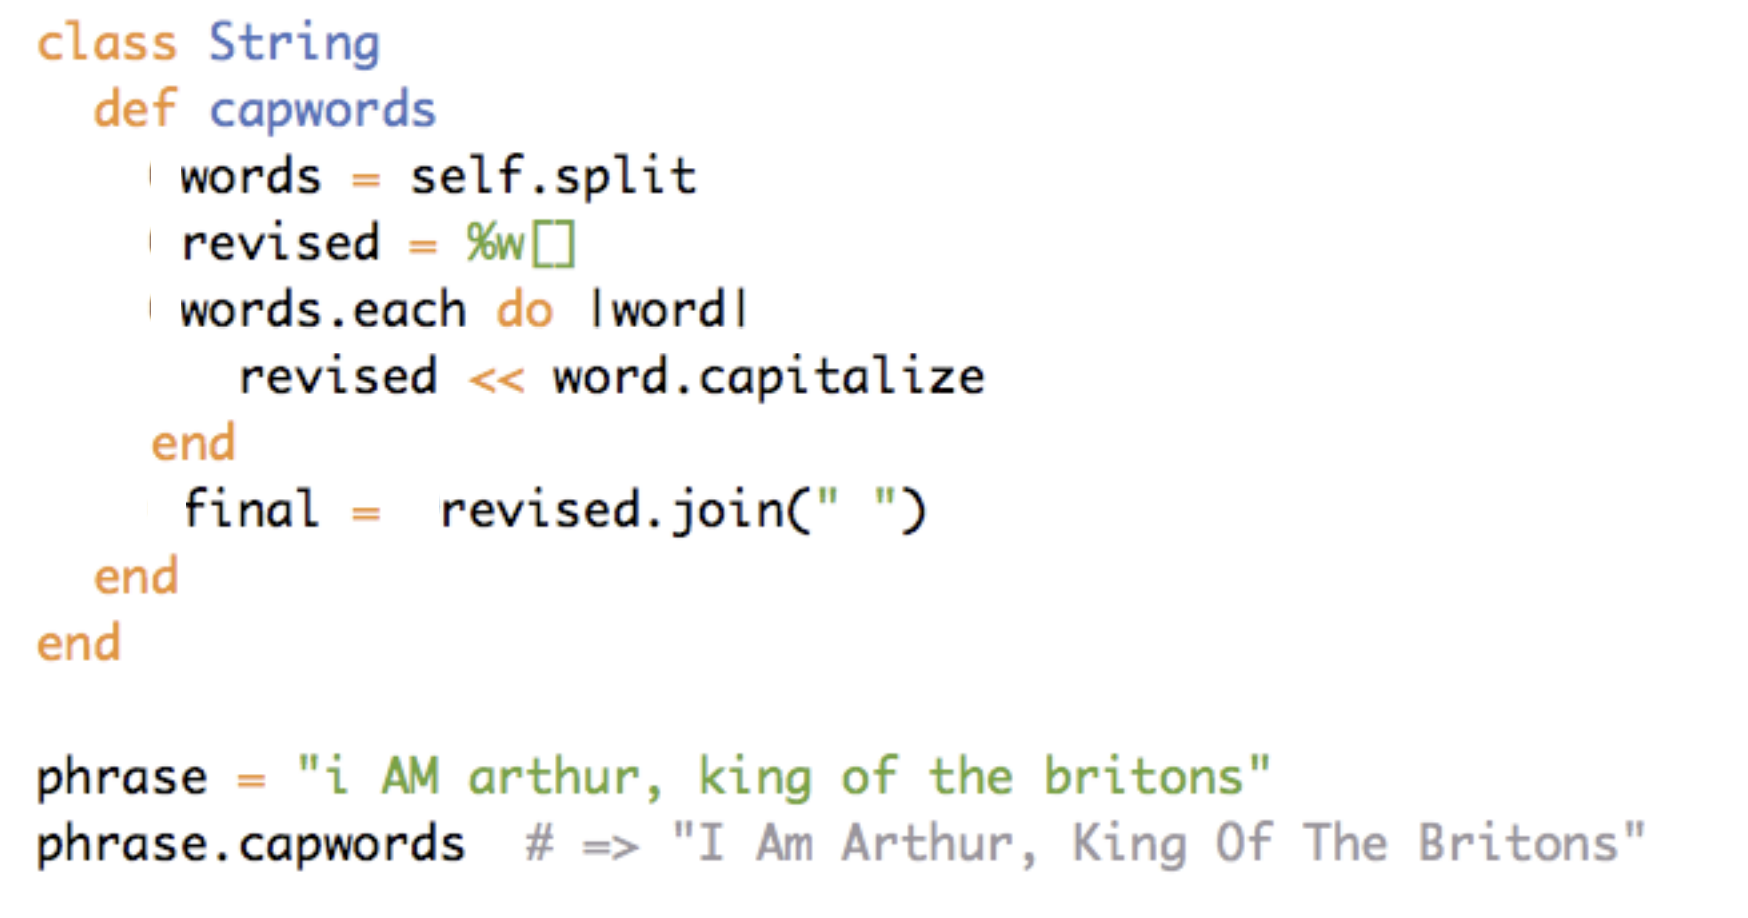 class String
  def capwords
     words = self.split
     revised = %w[]
     words.each do |word|
       revised << word.capitalize
    end
     final =  revised.join(" ")
  end
end

phrase = "i AM arthur, king of the britons"
phrase.capwords  # => "I Am Arthur, King Of The Britons"